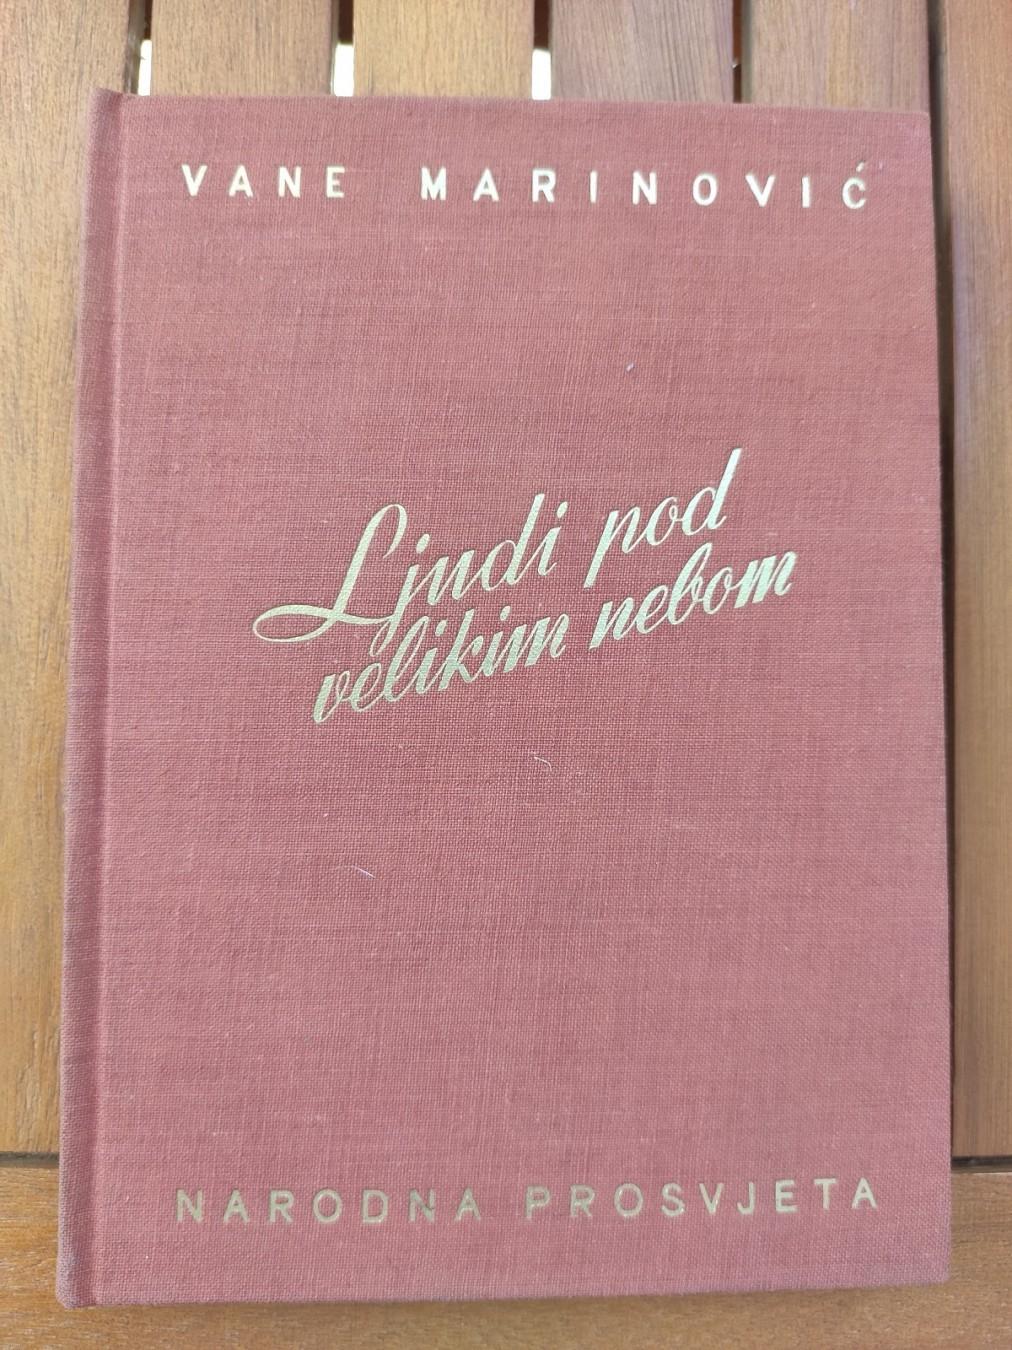 VANE MARINOVIĆ
Ljudi pod
velikim nebom
NARODNA PROSVJETA